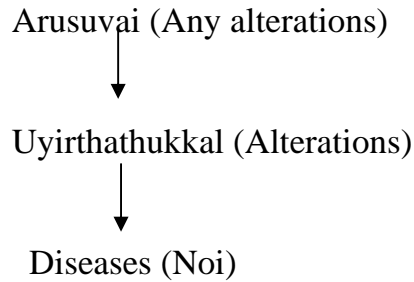 Arusuvai (Any alterations)
Uyirthathukkal (Alterations)
Diseases (Noi)